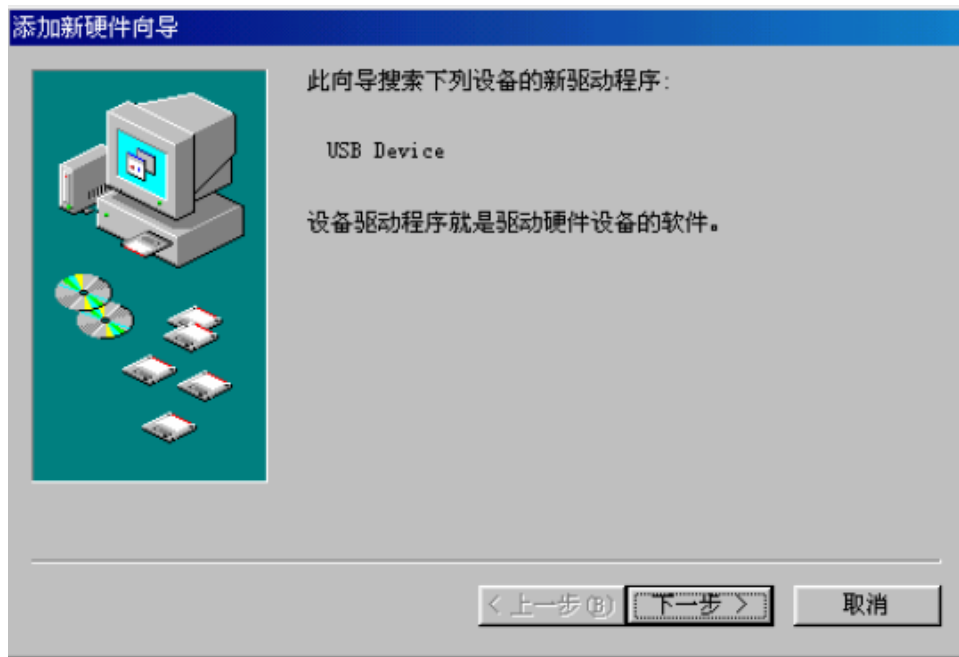 添加新硬件向导
此向导搜索下列设备的新驱动程序:
USB Device
设备驱动程序就是驱动硬件设备的软件。
< 上一步(B) 下一步 > 取消